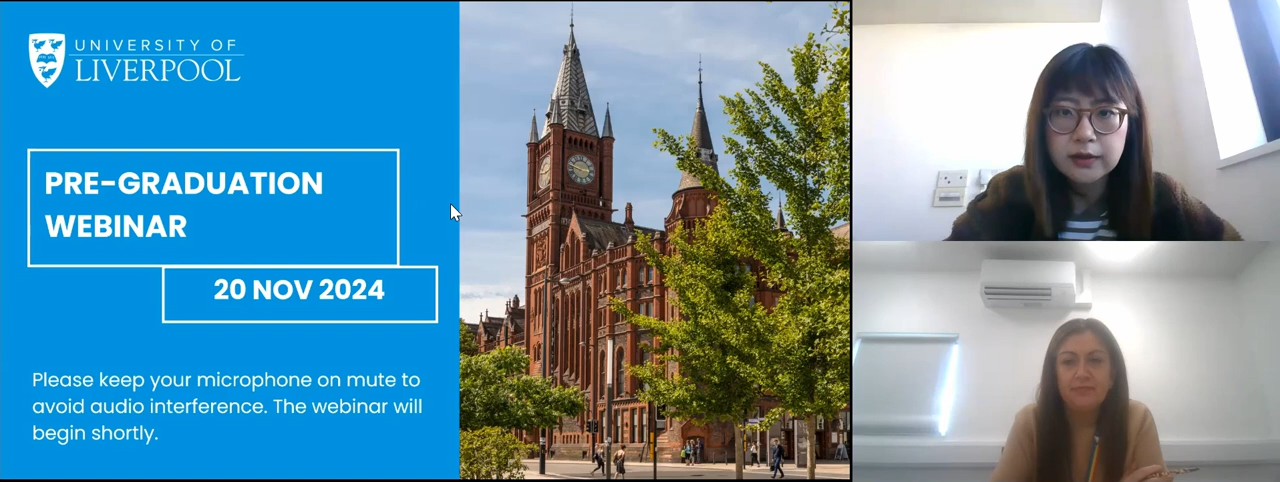 UNIVERSITY OF
LIVERPOOL
PRE-GRADUATION
WEBINAR
20 NOV 2024
Please keep your microphone on mute to
avoid audio interference. The webinar will
begin shortly.